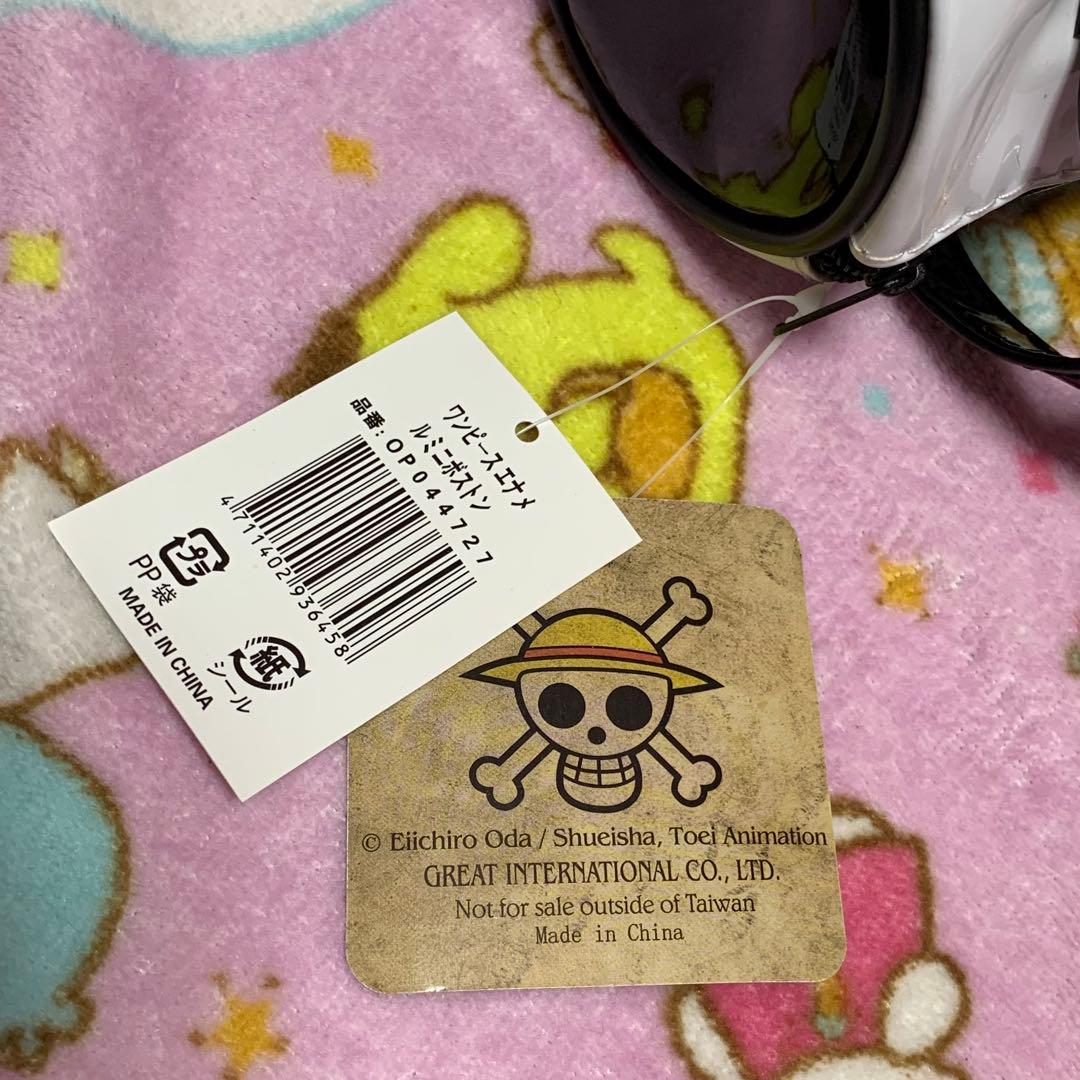 ワンピースエナメ
ルミニボストン
品番: OP044727
4711402936458
プラ
PP袋
紙
シール
MADE IN CHINA
© Eiichiro Oda / Shueisha, Toei Animation
GREAT INTERNATIONAL CO., LTD.
Not for sale outside of Taiwan
Made in China